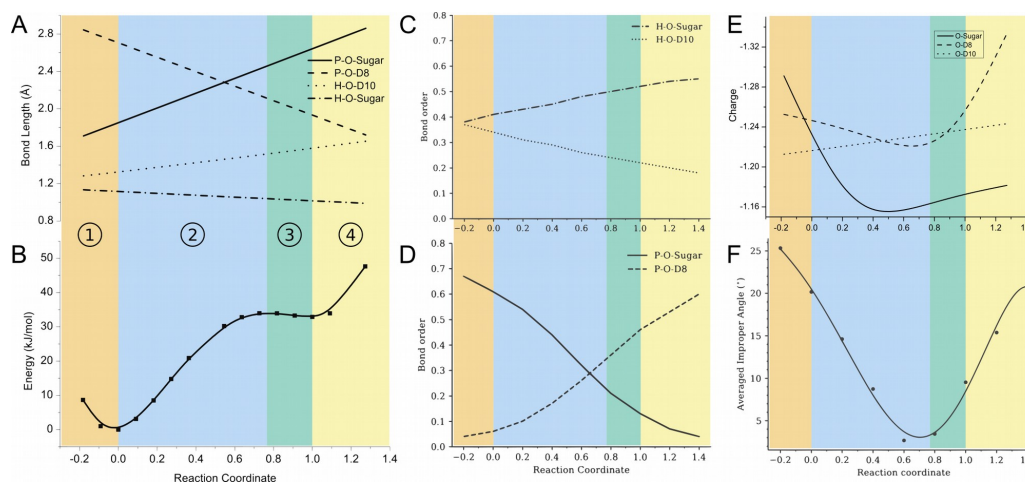 A
2.8
2.4
2.0
1.6
1.2
0.8
Bond Length (Å)
P-O-Sugar
P-O-D8
H-O-D10
H-O-Sugar
1
2
3
4
B
50
40
30
20
10
0
Energy (kJ/mol)
-0.2 0.0 0.2 0.4 0.6 0.8 1.0 1.2 1.4
Reaction Coordinate
C
0.8
0.7
0.6
0.5
0.4
0.3
0.2
0.1
0.0
Bond order
H-O-Sugar
H-O-D10
−0.2 0.0 0.2 0.4 0.6 0.8 1.0 1.2 1.4
D
0.8
0.7
0.6
0.5
0.4
0.3
0.2
0.1
0.0
Bond order
P-O-Sugar
P-O-D8
−0.2 0.0 0.2 0.4 0.6 0.8 1.0 1.2 1.4
Reaction Coordinate
E
-1.32
-1.28
-1.24
-1.20
-1.16
Charge
O-Sugar
O-D8
O-D10
-0.2 0.0 0.2 0.4 0.6 0.8 1.0 1.2 1.4
F
25
20
15
10
5
Averaged Improper Angle (°)
−0.2 0.0 0.2 0.4 0.6 0.8 1.0 1.2 1.4
Reaction coordinate